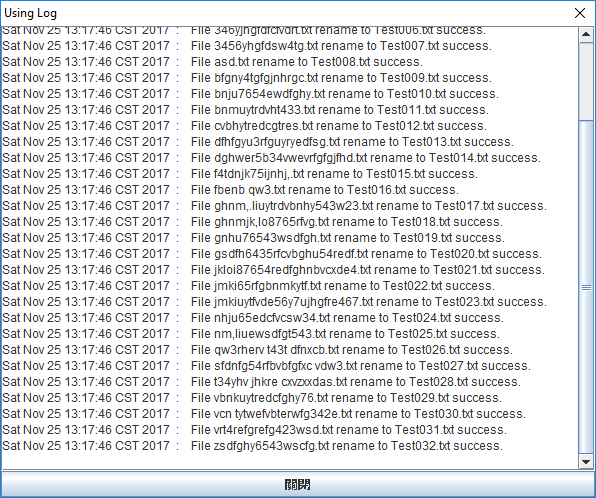 Using Log
Sat Nov 25 13:17:46 CST 2017 : File 346yjhgfdfctvdrt.txt rename to Test006.txt success.
Sat Nov 25 13:17:46 CST 2017 : File 3456yhgfdsw4tg.txt rename to Test007.txt success.
Sat Nov 25 13:17:46 CST 2017 : File asd.txt rename to Test008.txt success.
Sat Nov 25 13:17:46 CST 2017 : File bfgny4tgfgjnhrgc.txt rename to Test009.txt success.
Sat Nov 25 13:17:46 CST 2017 : File bnju7654ewdfghy.txt rename to Test010.txt success.
Sat Nov 25 13:17:46 CST 2017 : File bnmuytrdvht433.txt rename to Test011.txt success.
Sat Nov 25 13:17:46 CST 2017 : File cvbhytredcgtres.txt rename to Test012.txt success.
Sat Nov 25 13:17:46 CST 2017 : File dfhfgyu3rfguyryedfsg.txt rename to Test013.txt success.
Sat Nov 25 13:17:46 CST 2017 : File dghwer5b34vwevrfgfgjfhd.txt rename to Test014.txt success.
Sat Nov 25 13:17:46 CST 2017 : File f4tdnjk75ijnhj,.txt rename to Test015.txt success.
Sat Nov 25 13:17:46 CST 2017 : File fbenb qw3.txt rename to Test016.txt success.
Sat Nov 25 13:17:46 CST 2017 : File ghnm,.liuytrdvbnhy543w23.txt rename to Test017.txt success.
Sat Nov 25 13:17:46 CST 2017 : File ghnmjk,lo8765rfvg.txt rename to Test018.txt success.
Sat Nov 25 13:17:46 CST 2017 : File gnhu76543wsdfgh.txt rename to Test019.txt success.
Sat Nov 25 13:17:46 CST 2017 : File gsdfh6435rfcvbghu54redf.txt rename to Test020.txt success.
Sat Nov 25 13:17:46 CST 2017 : File jkloi87654redfghnbvcxde4.txt rename to Test021.txt success.
Sat Nov 25 13:17:46 CST 2017 : File jmki65rfgbnmkytf.txt rename to Test022.txt success.
Sat Nov 25 13:17:46 CST 2017 : File jmkiuytfvde56y7ujhgfre467.txt rename to Test023.txt success.
Sat Nov 25 13:17:46 CST 2017 : File nhju65edcfvcsw34.txt rename to Test024.txt success.
Sat Nov 25 13:17:46 CST 2017 : File nm,liuewsdfgt543.txt rename to Test025.txt success.
Sat Nov 25 13:17:46 CST 2017 : File qw3rherv t43t dfnxcb.txt rename to Test026.txt success.
Sat Nov 25 13:17:46 CST 2017 : File sfdnfg54rfbvbfgfxc vdw3.txt rename to Test027.txt success.
Sat Nov 25 13:17:46 CST 2017 : File t34yhv jhkre cxvzxxdas.txt rename to Test028.txt success.
Sat Nov 25 13:17:46 CST 2017 : File vbnkuytredcfghy76.txt rename to Test029.txt success.
Sat Nov 25 13:17:46 CST 2017 : File vcn tytwefvbterwfg342e.txt rename to Test030.txt success.
Sat Nov 25 13:17:46 CST 2017 : File vrt4refgrefg423wsd.txt rename to Test031.txt success.
Sat Nov 25 13:17:46 CST 2017 : File zsdfghy6543wscfg.txt rename to Test032.txt success.
關閉